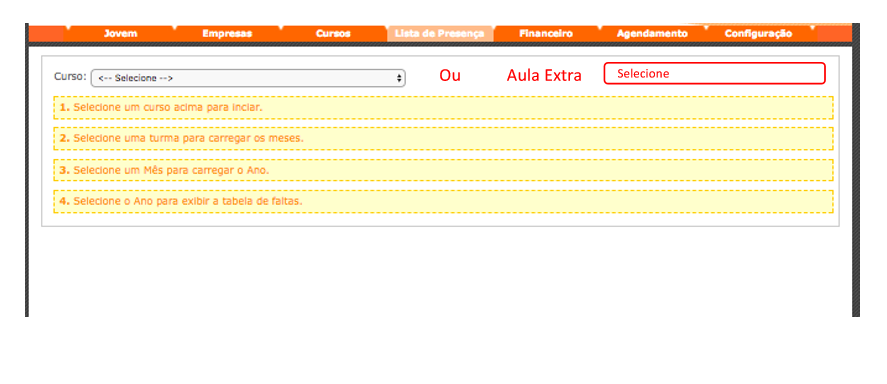 Jovem Empresas Cursos Lista de Presença Financeiro Agendamento Configuração
Curso: <-- Selecione --> Ou Aula Extra Selecione
1. Selecione um curso acima para inciar.
2. Selecione uma turma para carregar os meses.
3. Selecione um Mês para carregar o Ano.
4. Selecione o Ano para exibir a tabela de faltas.